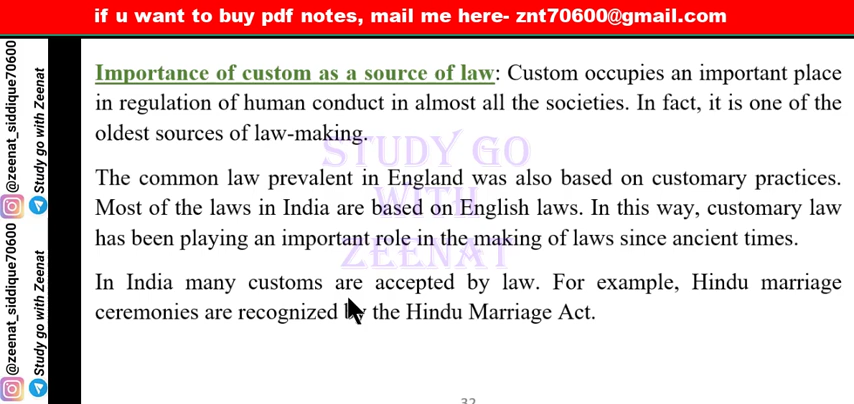 if u want to buy pdf notes, mail me here- znt70600@gmail.com
Importance of custom as a source of law: Custom occupies an important place
in regulation of human conduct in almost all the societies. In fact, it is one of the
oldest sources of law-making.
The common law prevalent in England was also based on customary practices.
Most of the laws in India are based on English laws. In this way, customary law
has been playing an important role in the making of laws since ancient times.
In India many customs are accepted by law. For example, Hindu marriage
ceremonies are recognized by the Hindu Marriage Act.
32
STUDY GO
WITH
ZEENAT
@zeenat_siddique70600
Study go with Zeenat
@zeenat_siddique70600
Study go with Zeenat